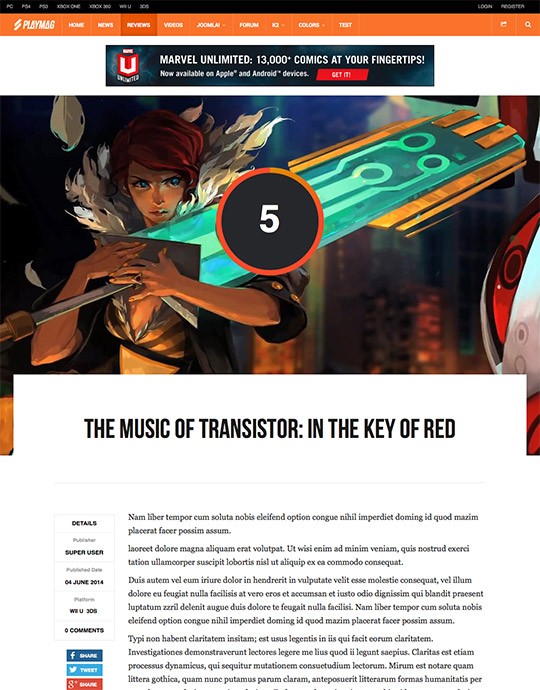 PC PS4 PS3 XBOX ONE XBOX 360 WII U 3DS LOGIN REGISTER
PLAYMAG HOME NEWS REVIEWS VIDEOS JOOMLA! FORUM K2 COLORS TEST
MARVEL UNLIMITED MARVEL UNLIMITED: 13,000+ COMICS AT YOUR FINGERTIPS!
Now available on Apple® and Android™ devices. GET IT!
5
THE MUSIC OF TRANSISTOR: IN THE KEY OF RED
DETAILS
Publisher
SUPER USER
Published Date
04 JUNE 2014
Platform
WII U 3DS
0 COMMENTS
SHARE
TWEET
SHARE
Nam liber tempor cum soluta nobis eleifend option congue nihil imperdiet doming id quod mazim
placerat facer possim assum.
laoreet dolore magna aliquam erat volutpat. Ut wisi enim ad minim veniam, quis nostrud exerci
tation ullamcorper suscipit lobortis nisl ut aliquip ex ea commodo consequat.
Duis autem vel eum iriure dolor in hendrerit in vulputate velit esse molestie consequat, vel illum
dolore eu feugiat nulla facilisis at vero eros et accumsan et iusto odio dignissim qui blandit praesent
luptatum zzril delenit augue duis dolore te feugait nulla facilisi. Nam liber tempor cum soluta nobis
eleifend option congue nihil imperdiet doming id quod mazim placerat facer possim assum.
Typi non habent claritatem insitam; est usus legentis in iis qui facit eorum claritatem.
Investigationes demonstraverunt lectores legere me lius quod ii legunt saepius. Claritas est etiam
processus dynamicus, qui sequitur mutationem consuetudium lectorum. Mirum est notare quam
littera gothica, quam nunc putamus parum claram, anteposuerit litterarum formas humanitatis per